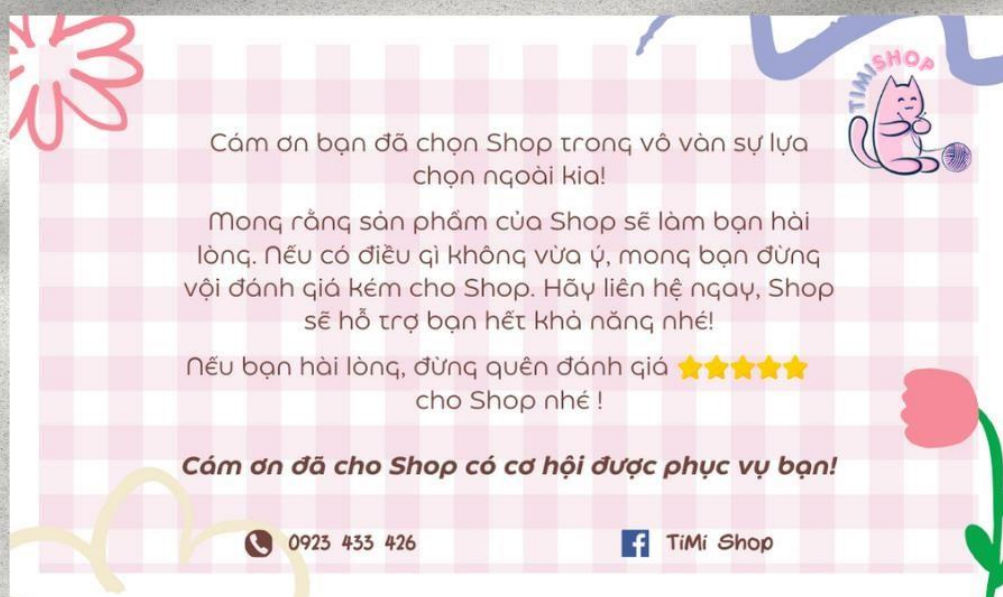 TIMISHOP
Cám ơn bạn đã chọn Shop trong vô vàn sự lựa
chọn ngoài kia!
Mong rằng sản phẩm của Shop sẽ làm bạn hài
lòng. Nếu có điều gì không vừa ý, mong bạn đừng
vội đánh giá kém cho Shop. Hãy liên hệ ngay, Shop
sẽ hỗ trợ bạn hết khả năng nhé!
Nếu bạn hài lòng, đừng quên đánh giá ⭐⭐⭐⭐⭐
cho Shop nhé !
Cám ơn đã cho Shop có cơ hội được phục vụ bạn!
0923 433 426
TiMi Shop